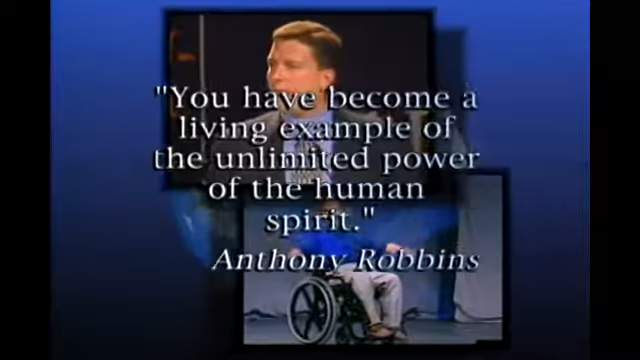 "You have become a
living example of
the unlimited power
of the human
spirit."
Anthony Robbins